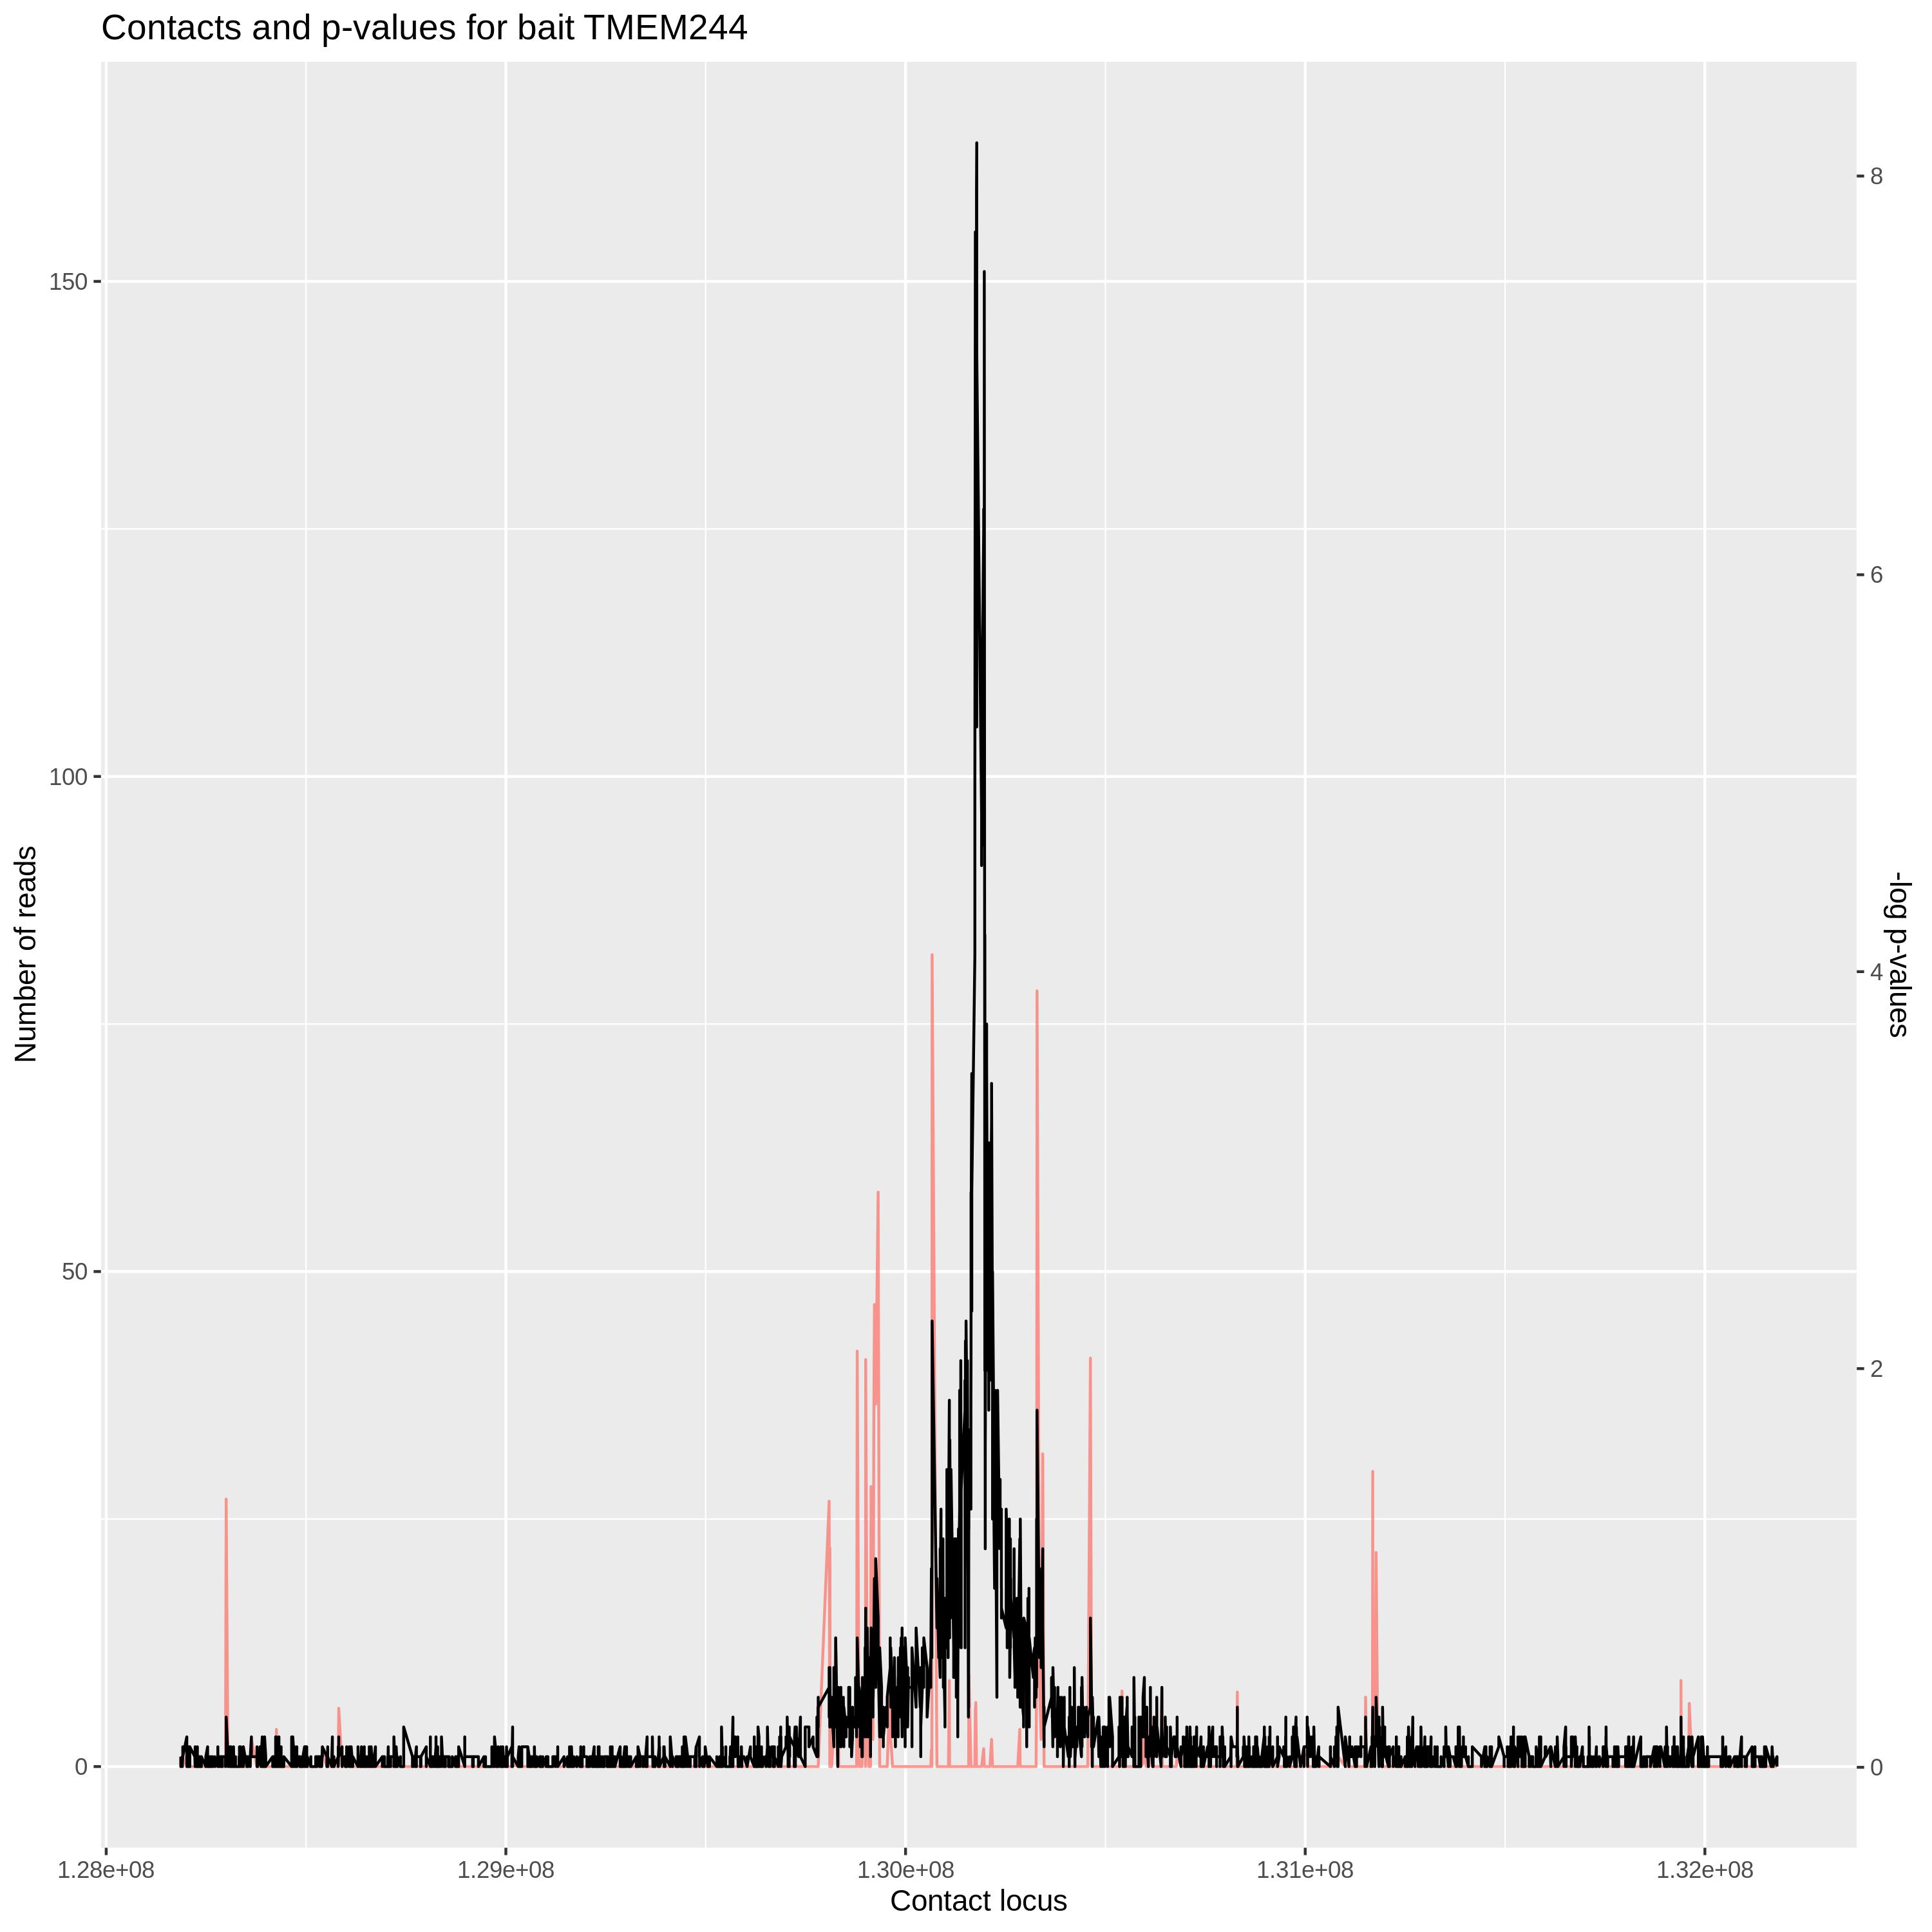 Contacts and p-values for bait TMEM244
150
100
50
0
Number of reads
8
6
4
2
0
-log p-values
1.28e+08
1.29e+08
1.30e+08
1.31e+08
1.32e+08
Contact locus